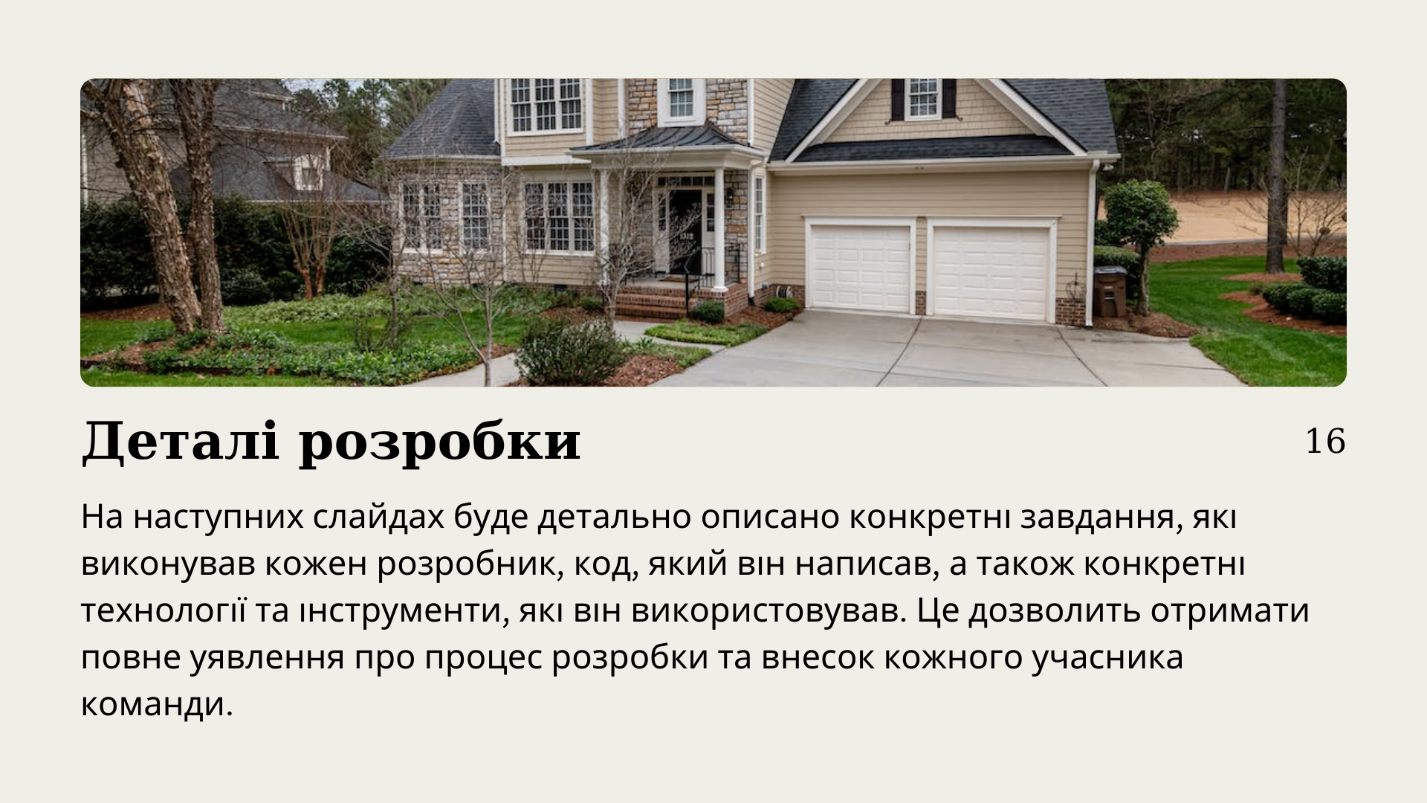 Деталі розробки
16
На наступних слайдах буде детально описано конкретні завдання, які
виконував кожен розробник, код, який він написав, а також конкретні
технології та інструменти, які він використовував. Це дозволить отримати
повне уявлення про процес розробки та внесок кожного учасника
команди.